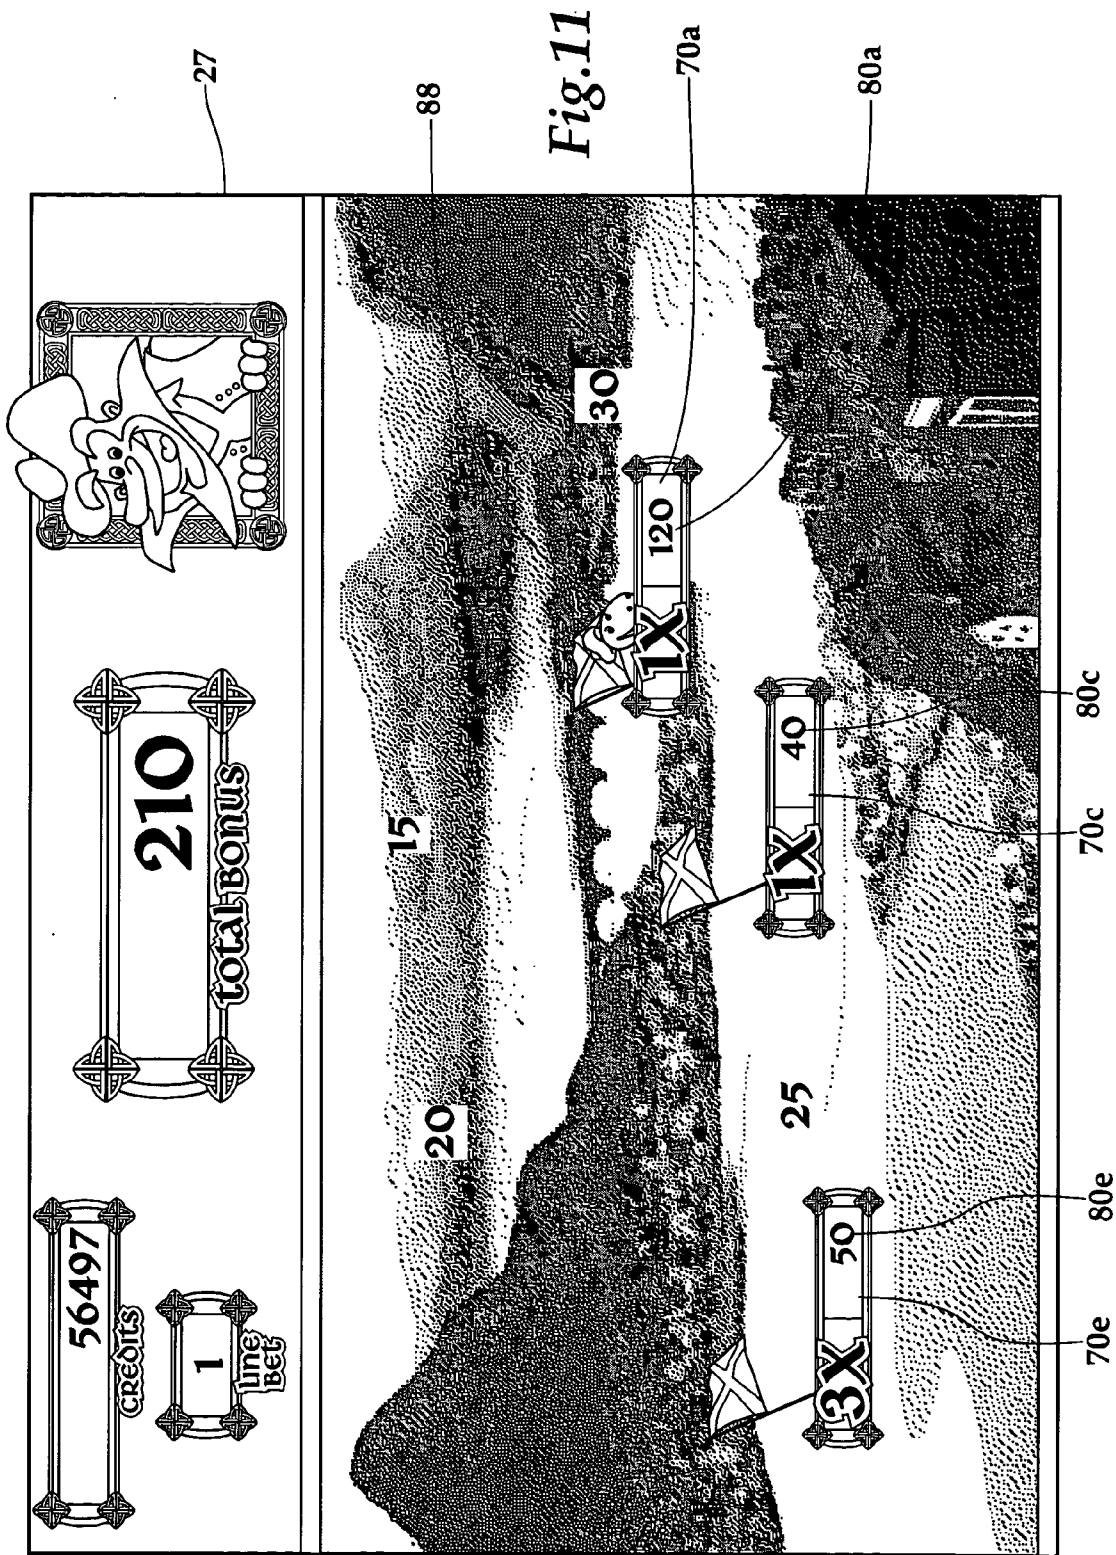 56497
CREDITS
1
LINE
BET
210
TOTAL BONUS
27
88
20
15
30
Fig.11
1X 120
70a
1X 40
25
3X 50
80a
80c
70c
80e
70e